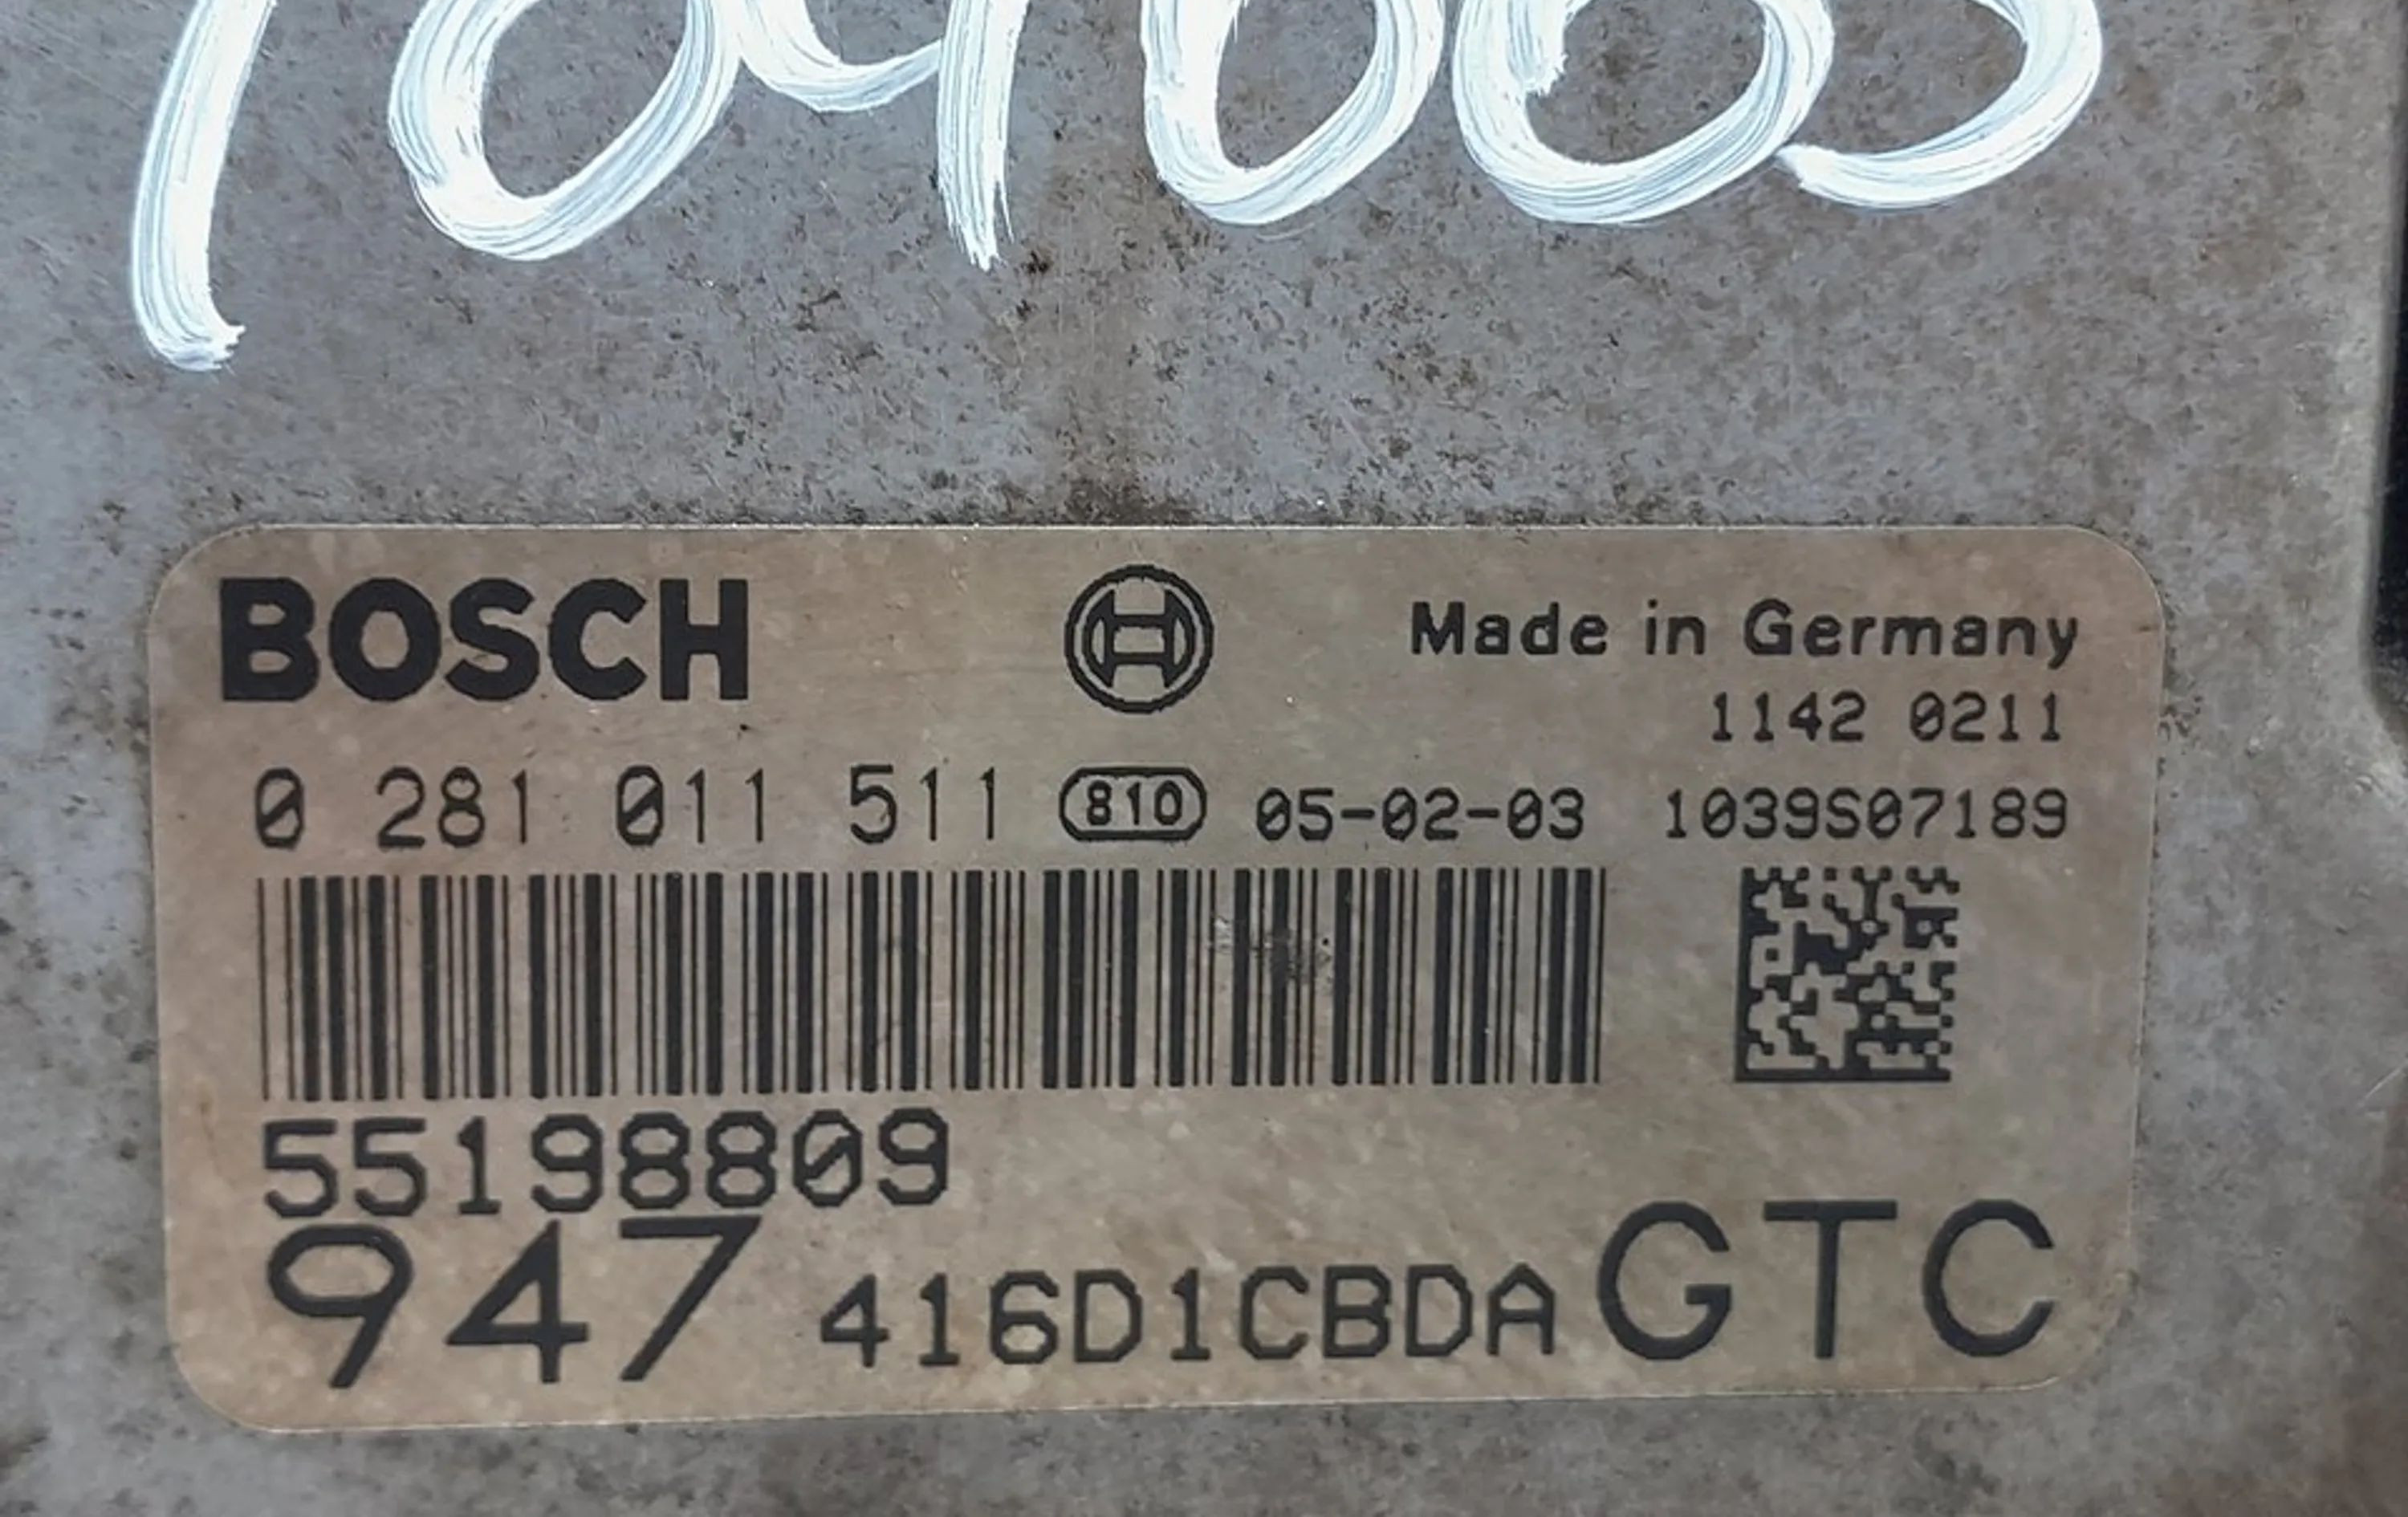 BOSCH
Made in Germany
1142 0211
0 281 011 511 810 05-02-03 1039S07189
55198809
947 416D1CBDA GTC